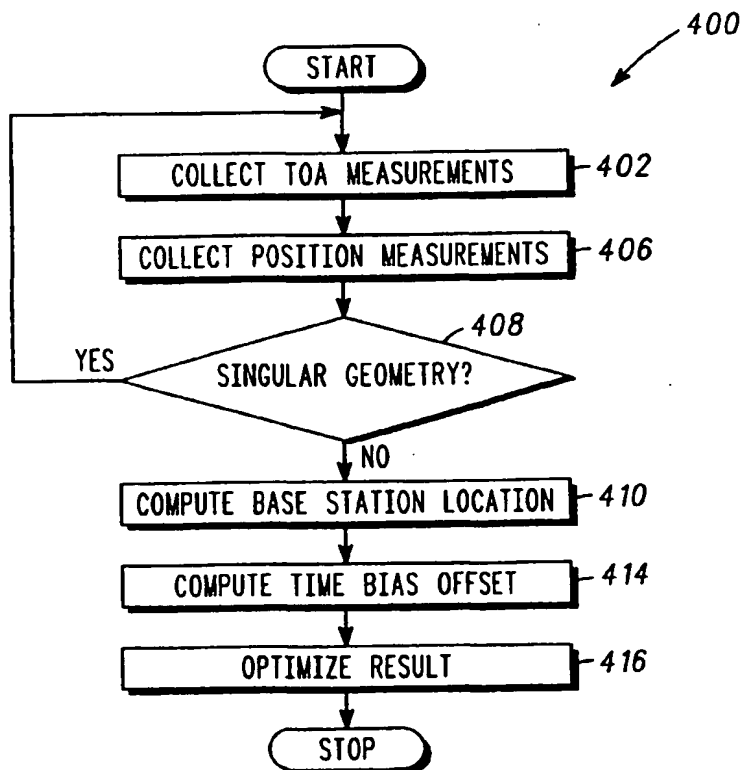 400
START
COLLECT TOA MEASUREMENTS
402
COLLECT POSITION MEASUREMENTS
406
408
YES
SINGULAR GEOMETRY?
NO
COMPUTE BASE STATION LOCATION
410
COMPUTE TIME BIAS OFFSET
414
OPTIMIZE RESULT
416
STOP